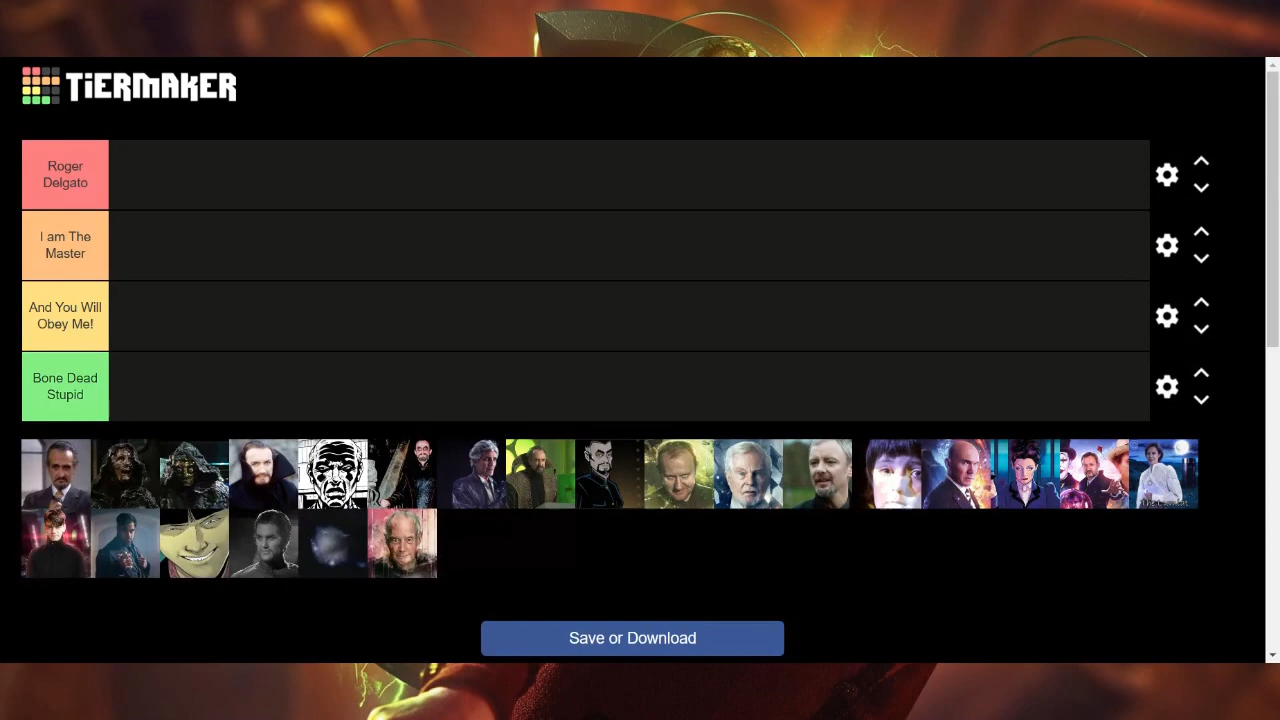 TIERMAKER
Roger
Delgato
I am The
Master
And You Will
Obey Me!
Bone Dead
Stupid
Save or Download